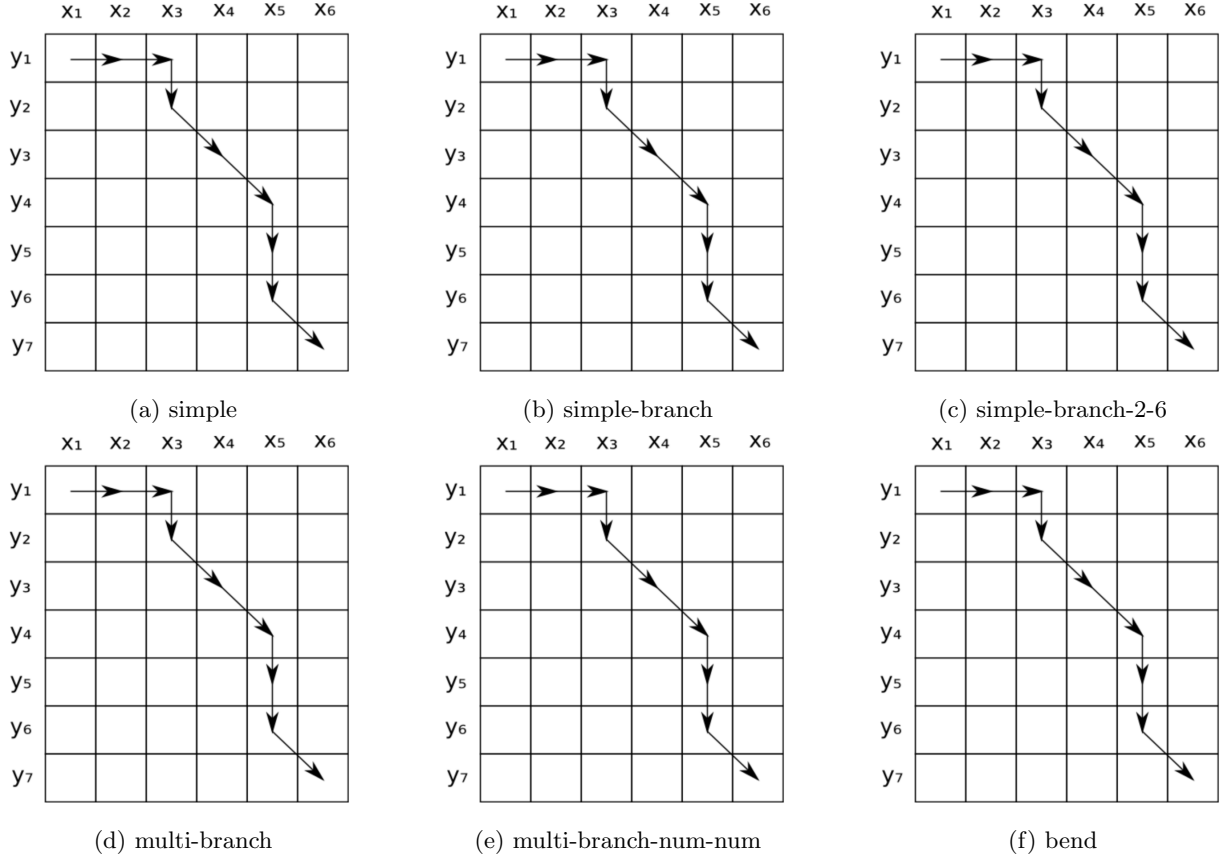 x₁ x₂ x₃ x₄ x₅ x₆ x₁ x₂ x₃ x₄ x₅ x₆ x₁ x₂ x₃ x₄ x₅ x₆
y₁ y₁ y₁
y₂ y₂ y₂
y₃ y₃ y₃
y₄ y₄ y₄
y₅ y₅ y₅
y₆ y₆ y₆
y₇ y₇ y₇
(a) simple (b) simple-branch (c) simple-branch-2-6
x₁ x₂ x₃ x₄ x₅ x₆ x₁ x₂ x₃ x₄ x₅ x₆ x₁ x₂ x₃ x₄ x₅ x₆
y₁ y₁ y₁
y₂ y₂ y₂
y₃ y₃ y₃
y₄ y₄ y₄
y₅ y₅ y₅
y₆ y₆ y₆
y₇ y₇ y₇
(d) multi-branch (e) multi-branch-num-num (f) bend